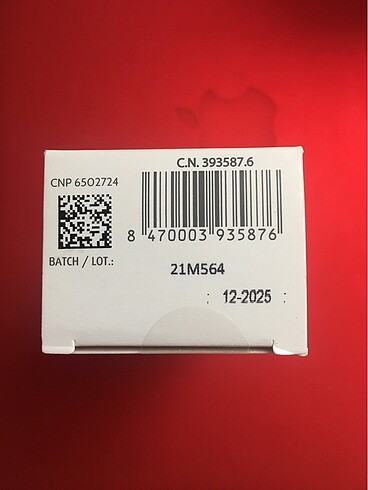 C.N. 393587.6
CNP 6502724
8 470003 935876
BATCH / LOT.:
21M564
: 12-2025 :